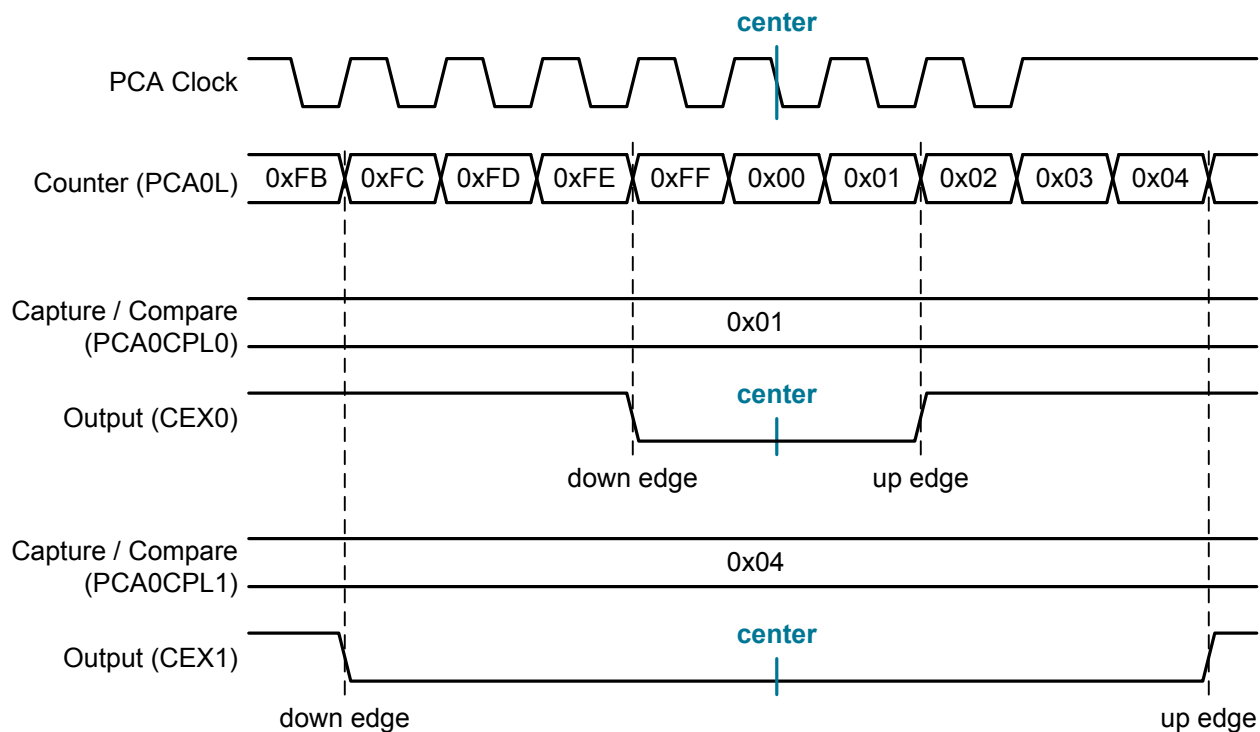 center
PCA Clock
Counter (PCA0L) 0xFB 0xFC 0xFD 0xFE 0xFF 0x00 0x01 0x02 0x03 0x04
Capture / Compare
(PCA0CPL0)
0x01
center
Output (CEX0)
down edge up edge
Capture / Compare
(PCA0CPL1)
0x04
center
Output (CEX1)
down edge up edge